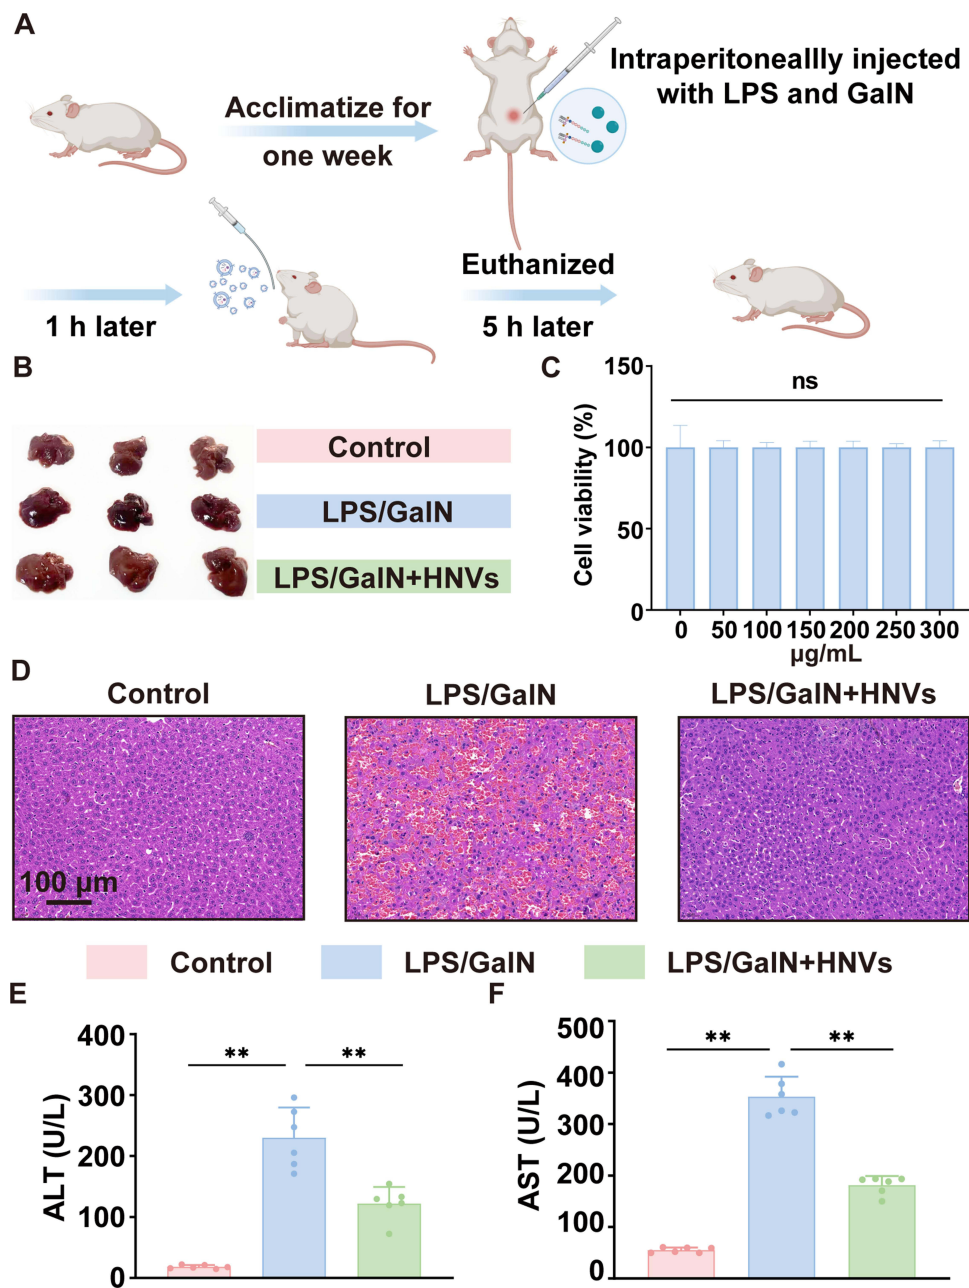 A
Acclimatize for
one week
Intraperitoneallly injected
with LPS and GalN
1 h later
Euthanized
5 h later
B
Control
LPS/GalN
LPS/GalN+HNVs
C
Cell viability (%)
150
100
50
0
ns
0 50 100 150 200 250 300
µg/mL
D
Control LPS/GalN LPS/GalN+HNVs
100 µm
Control LPS/GalN LPS/GalN+HNVs
E
ALT (U/L)
400
300
200
100
0
** **
F
AST (U/L)
500
400
300
200
100
0
** **